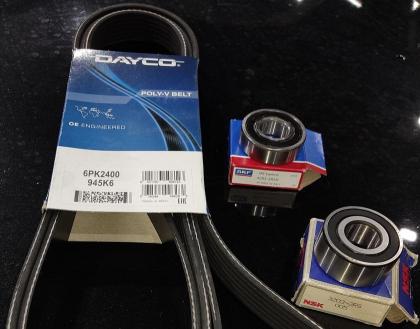 DAYCO
POLY-V BELT
OE ENGINEERED
6PK2400
945K6
SKF
NSK